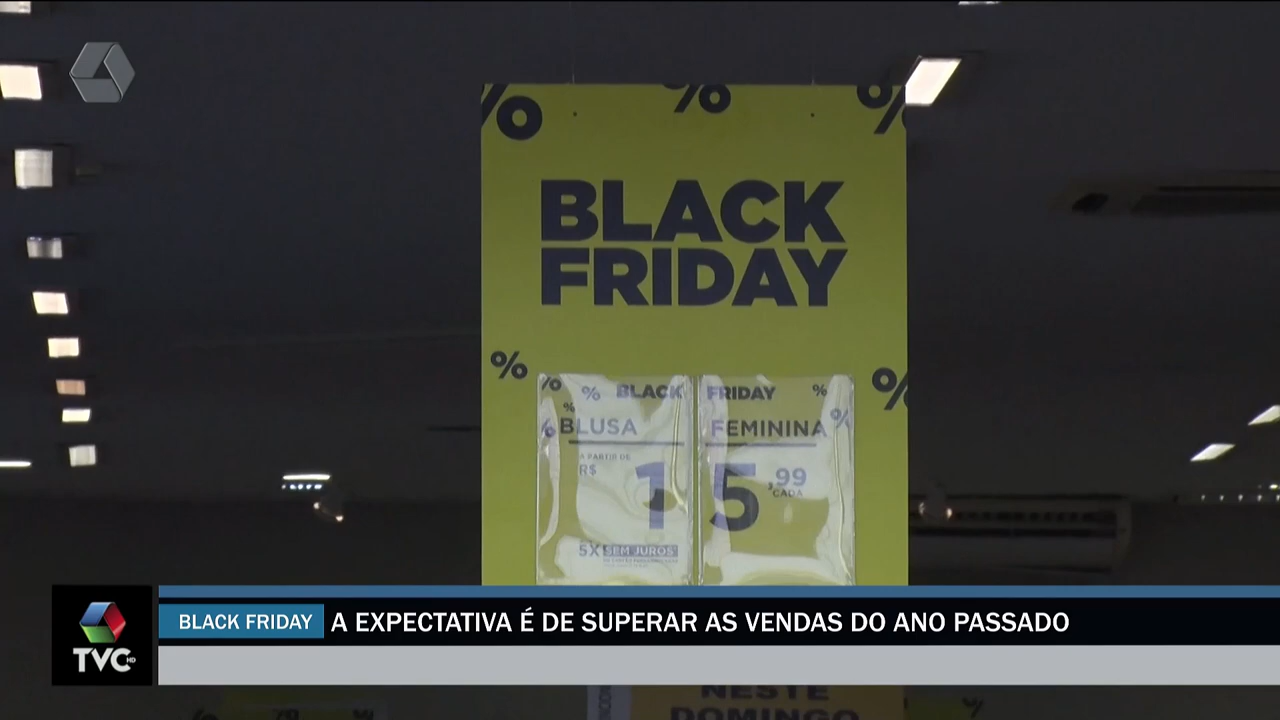 % % %
BLACK
FRIDAY
% %
% % BLACK FRIDAY %
% %
% BLUSA FEMININA
A PARTIR DE
R$ 15,99
CADA
5X SEM JUROS
BLACK FRIDAY A EXPECTATIVA É DE SUPERAR AS VENDAS DO ANO PASSADO
TVC HD
NESTE
DOMINGO